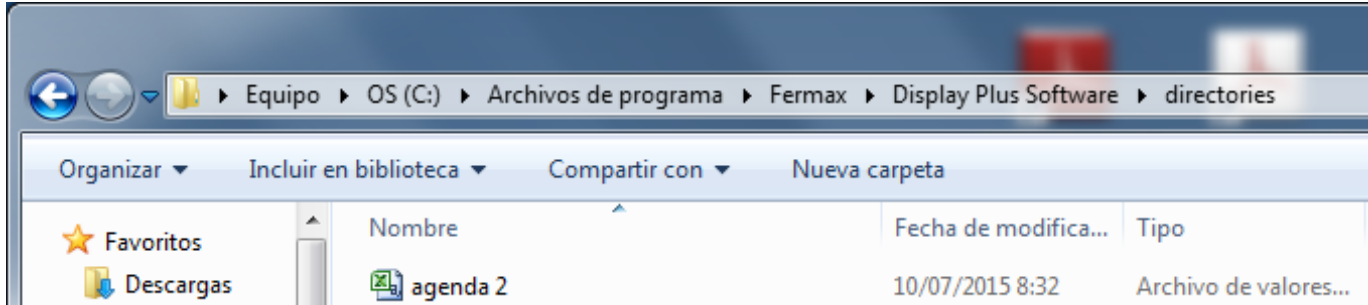 Equipo ▸ OS (C:) ▸ Archivos de programa ▸ Fermax ▸ Display Plus Software ▸ directories
Organizar ▾ Incluir en biblioteca ▾ Compartir con ▾ Nueva carpeta
Favoritos Nombre Fecha de modifica... Tipo
Descargas agenda 2 10/07/2015 8:32 Archivo de valores...